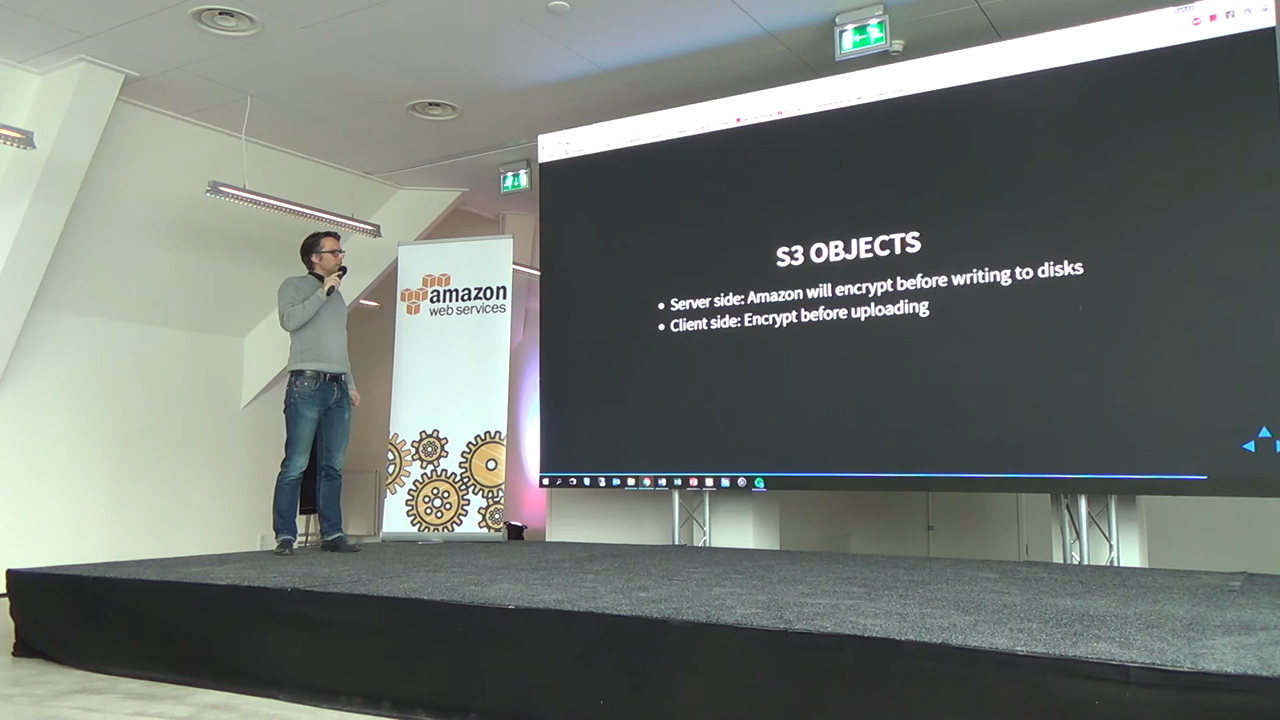 amazon
web services
S3 OBJECTS
• Server side: Amazon will encrypt before writing to disks
• Client side: Encrypt before uploading